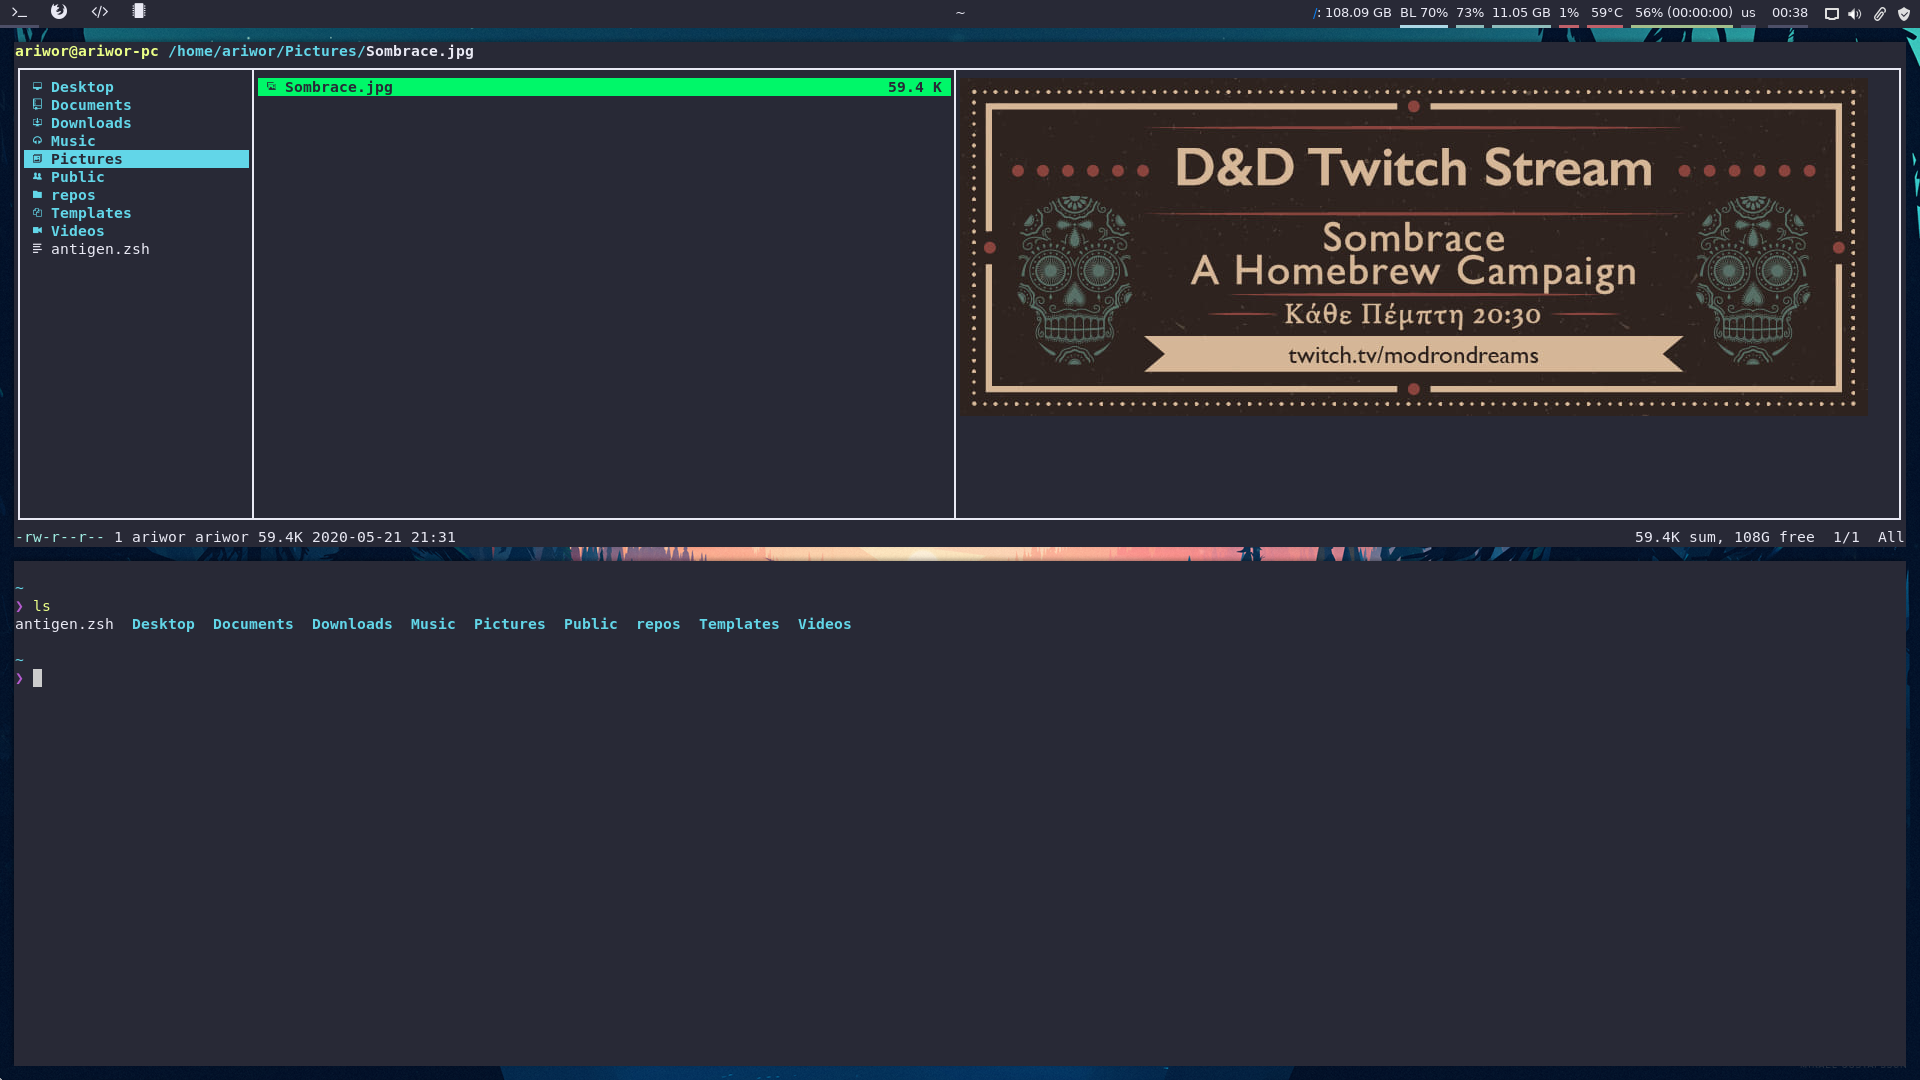 ~
/: 108.09 GB BL 70% 73% 11.05 GB 1% 59°C 56% (00:00:00) us 00:38
ariwor@ariwor-pc /home/ariwor/Pictures/Sombrace.jpg
Desktop
Documents
Downloads
Music
Pictures
Public
repos
Templates
Videos
antigen.zsh
Sombrace.jpg 59.4 K
D&D Twitch Stream
Sombrace
A Homebrew Campaign
Κάθε Πέμπτη 20:30
twitch.tv/modrondreams
-rw-r--r-- 1 ariwor ariwor 59.4K 2020-05-21 21:31 59.4K sum, 108G free 1/1 All
~
❯ ls
antigen.zsh Desktop Documents Downloads Music Pictures Public repos Templates Videos
~
❯